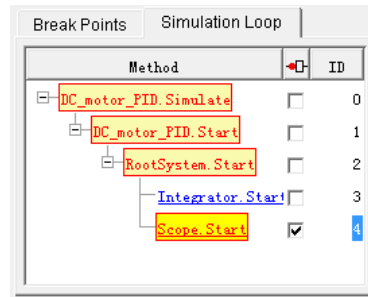 Break Points Simulation Loop
Method ID
DC_motor_PID.Simulate 0
DC_motor_PID.Start 1
RootSystem.Start 2
Integrator.Start 3
Scope.Start 4